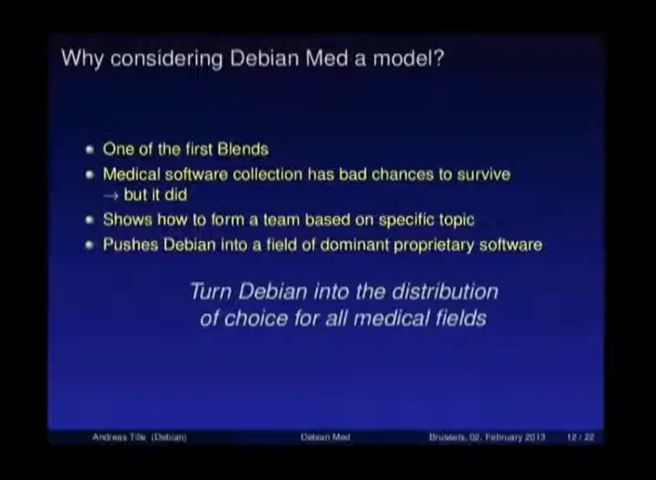 Why considering Debian Med a model?
One of the first Blends
Medical software collection has bad chances to survive
→ but it did
Shows how to form a team based on specific topic
Pushes Debian into a field of dominant proprietary software
Turn Debian into the distribution
of choice for all medical fields
Andreas Tille (Debian) Debian Med Brussels, 02. February 2013 12 / 22